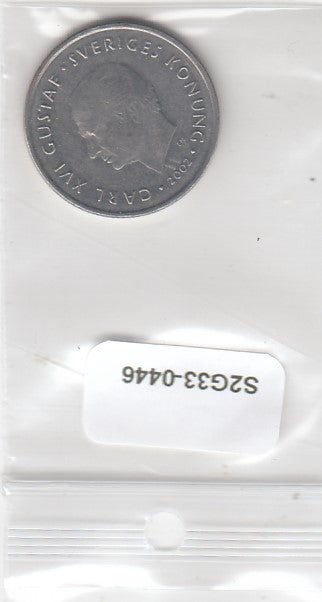 CARL XVI GUSTAF · SVERIGES KONUNG · 2002 ·
S2G33-0446